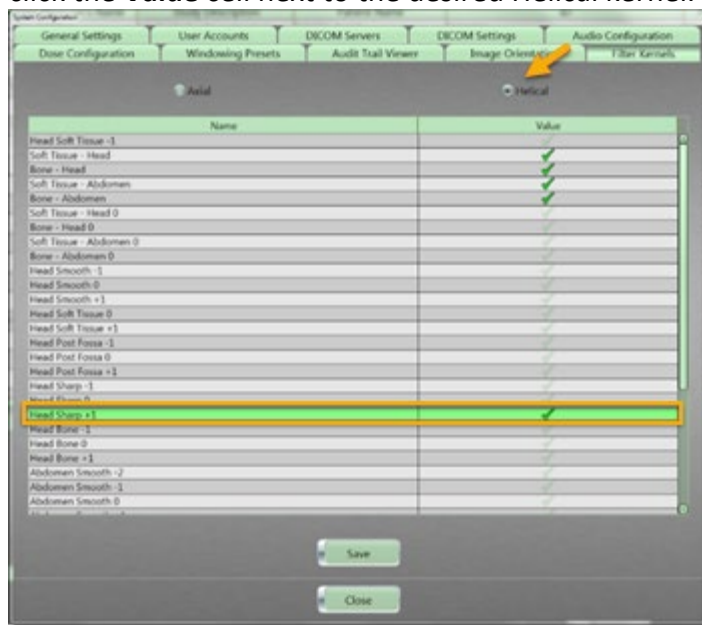 click the Value cell next to the desired Helical kernel.
System Configuration
General Settings User Accounts DICOM Servers DICOM Settings Audio Configuration
Dose Configuration Windowing Presets Audit Trail Viewer Image Orientation Filter Kernels
Axial Helical
Name Value
Head Soft Tissue -1
Soft Tissue - Head
Bone - Head
Soft Tissue - Abdomen
Bone - Abdomen
Soft Tissue - Head 0
Bone - Head 0
Soft Tissue - Abdomen 0
Bone - Abdomen 0
Head Smooth -1
Head Smooth 0
Head Smooth +1
Head Soft Tissue 0
Head Soft Tissue +1
Head Post Fossa -1
Head Post Fossa 0
Head Post Fossa +1
Head Sharp -1
Head Sharp 0
Head Sharp +1
Head Bone -1
Head Bone 0
Head Bone +1
Abdomen Smooth -2
Abdomen Smooth -1
Abdomen Smooth 0
Save
Close